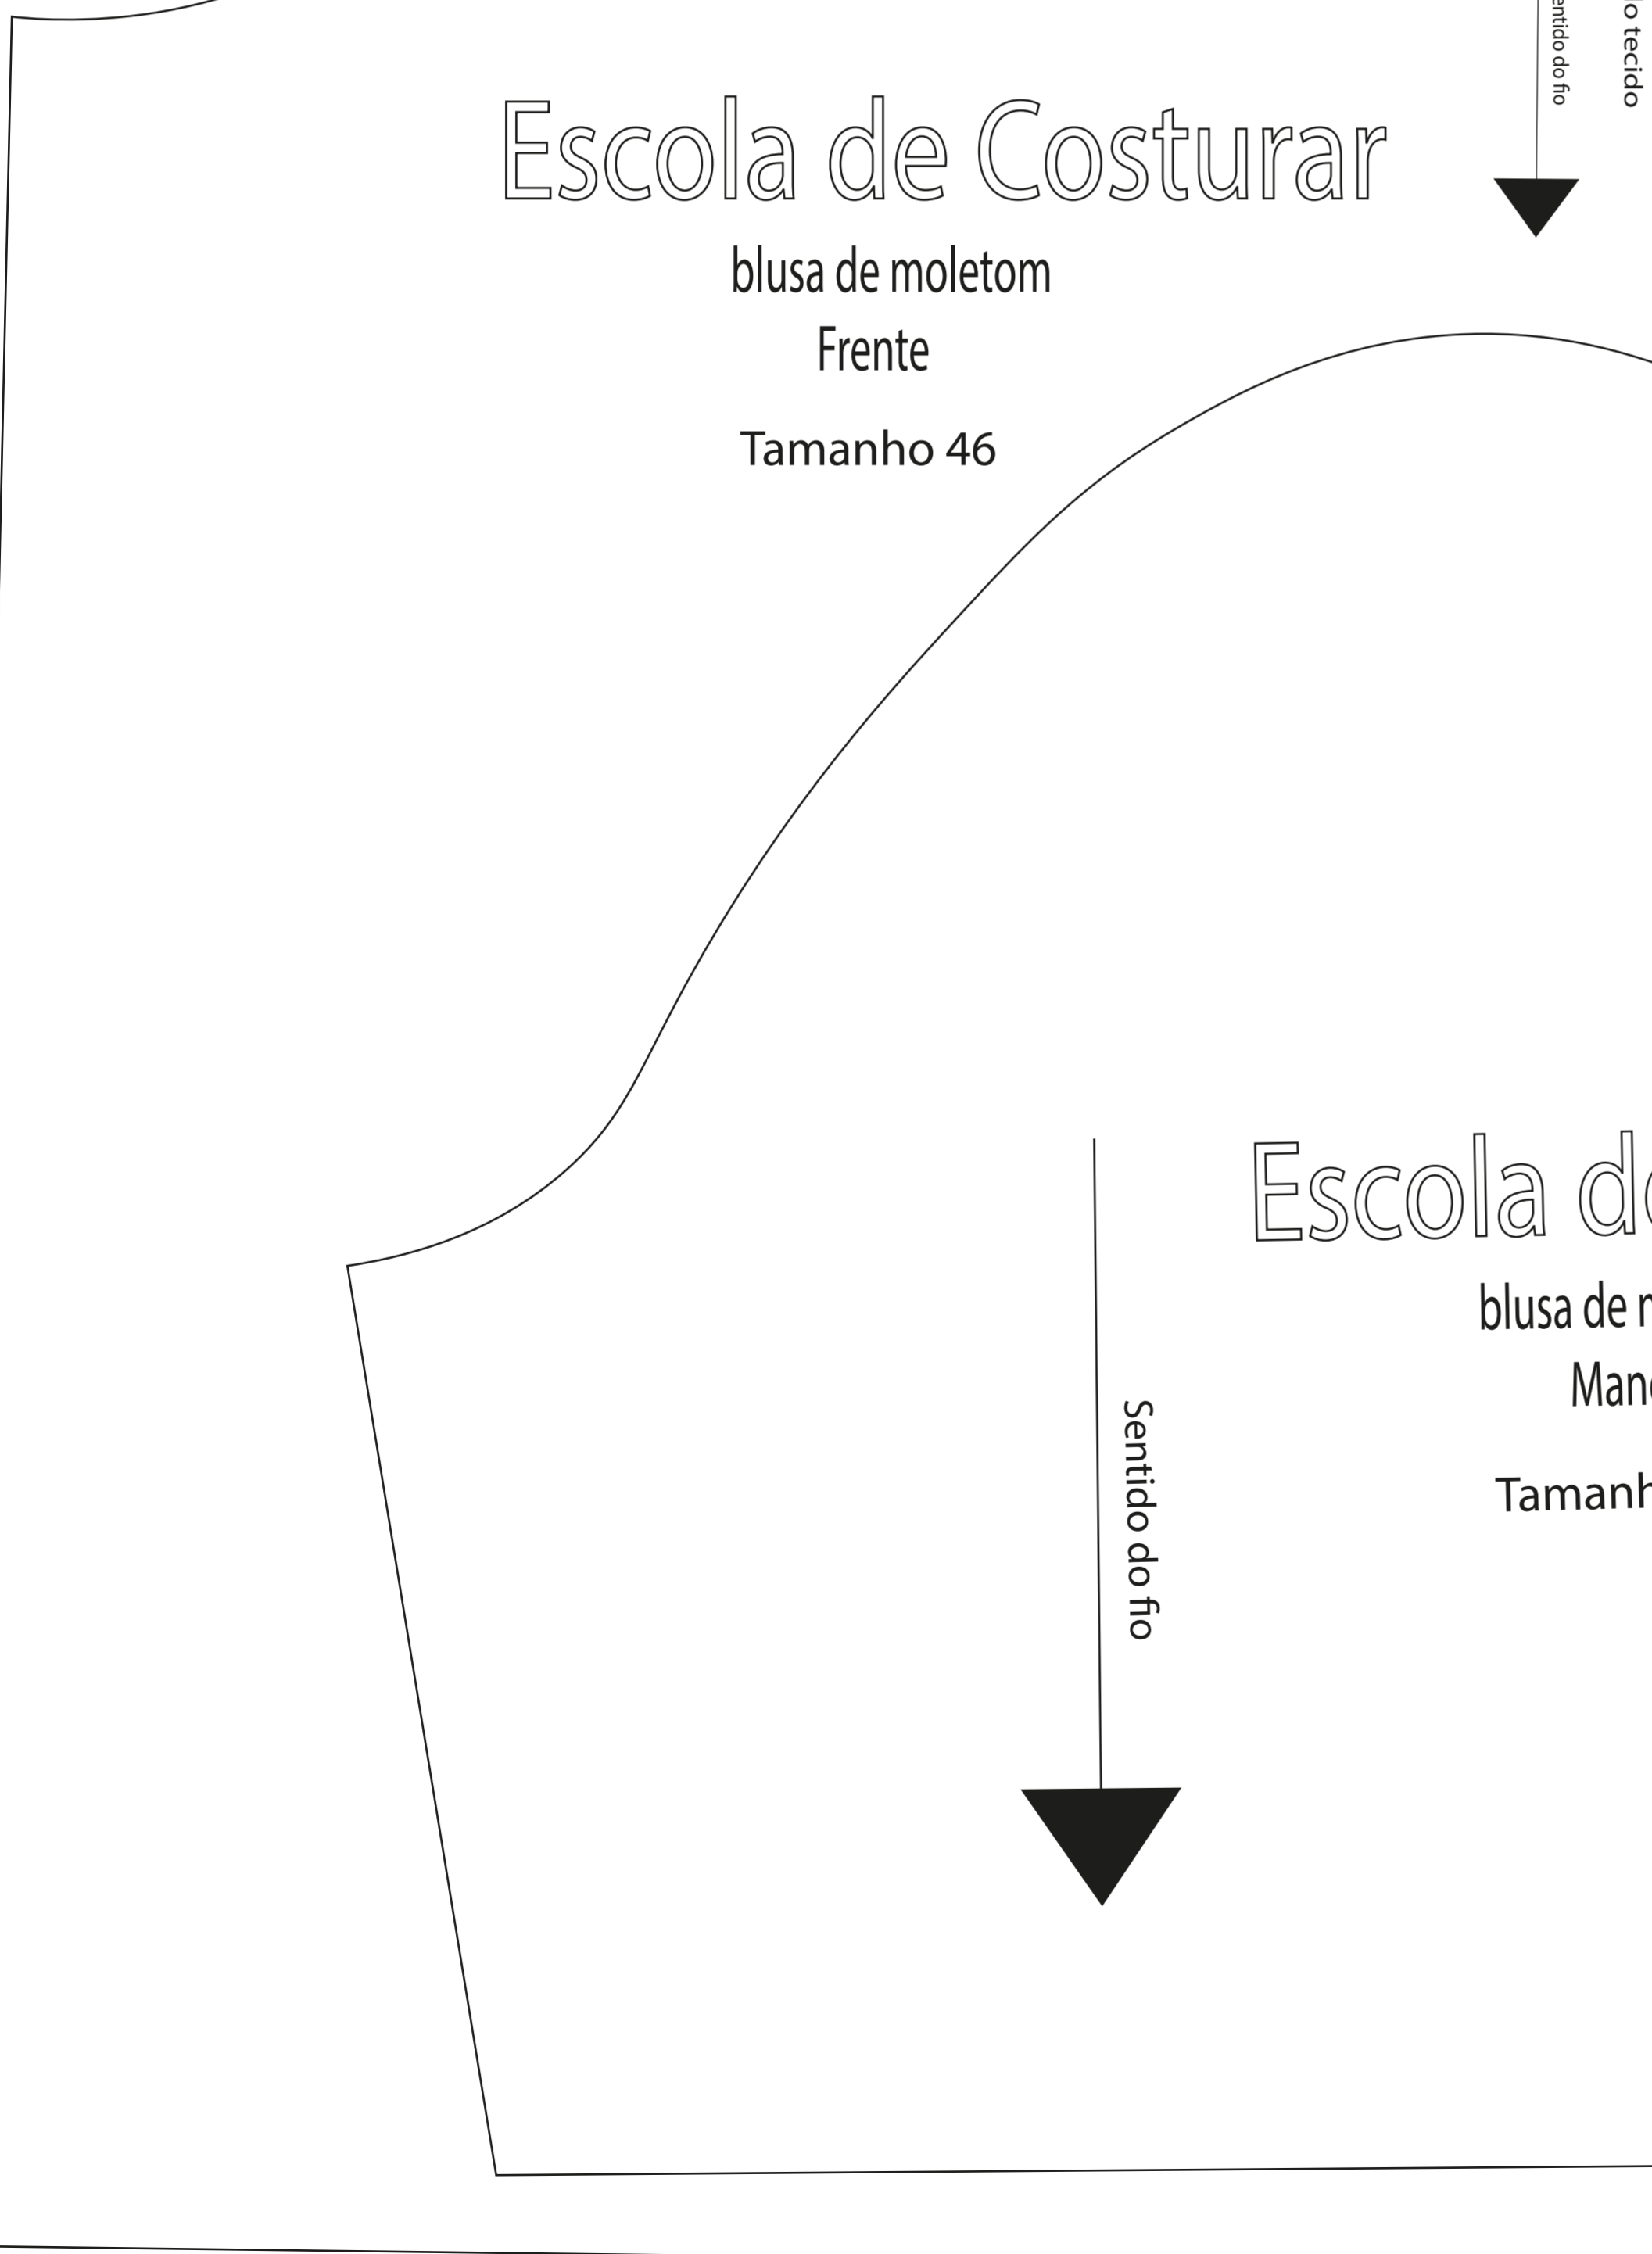 Escola de Costurar
blusa de moletom
Frente
Tamanho 46
entido do fio
o tecido
Escola de
blusa de
Sentido do fio